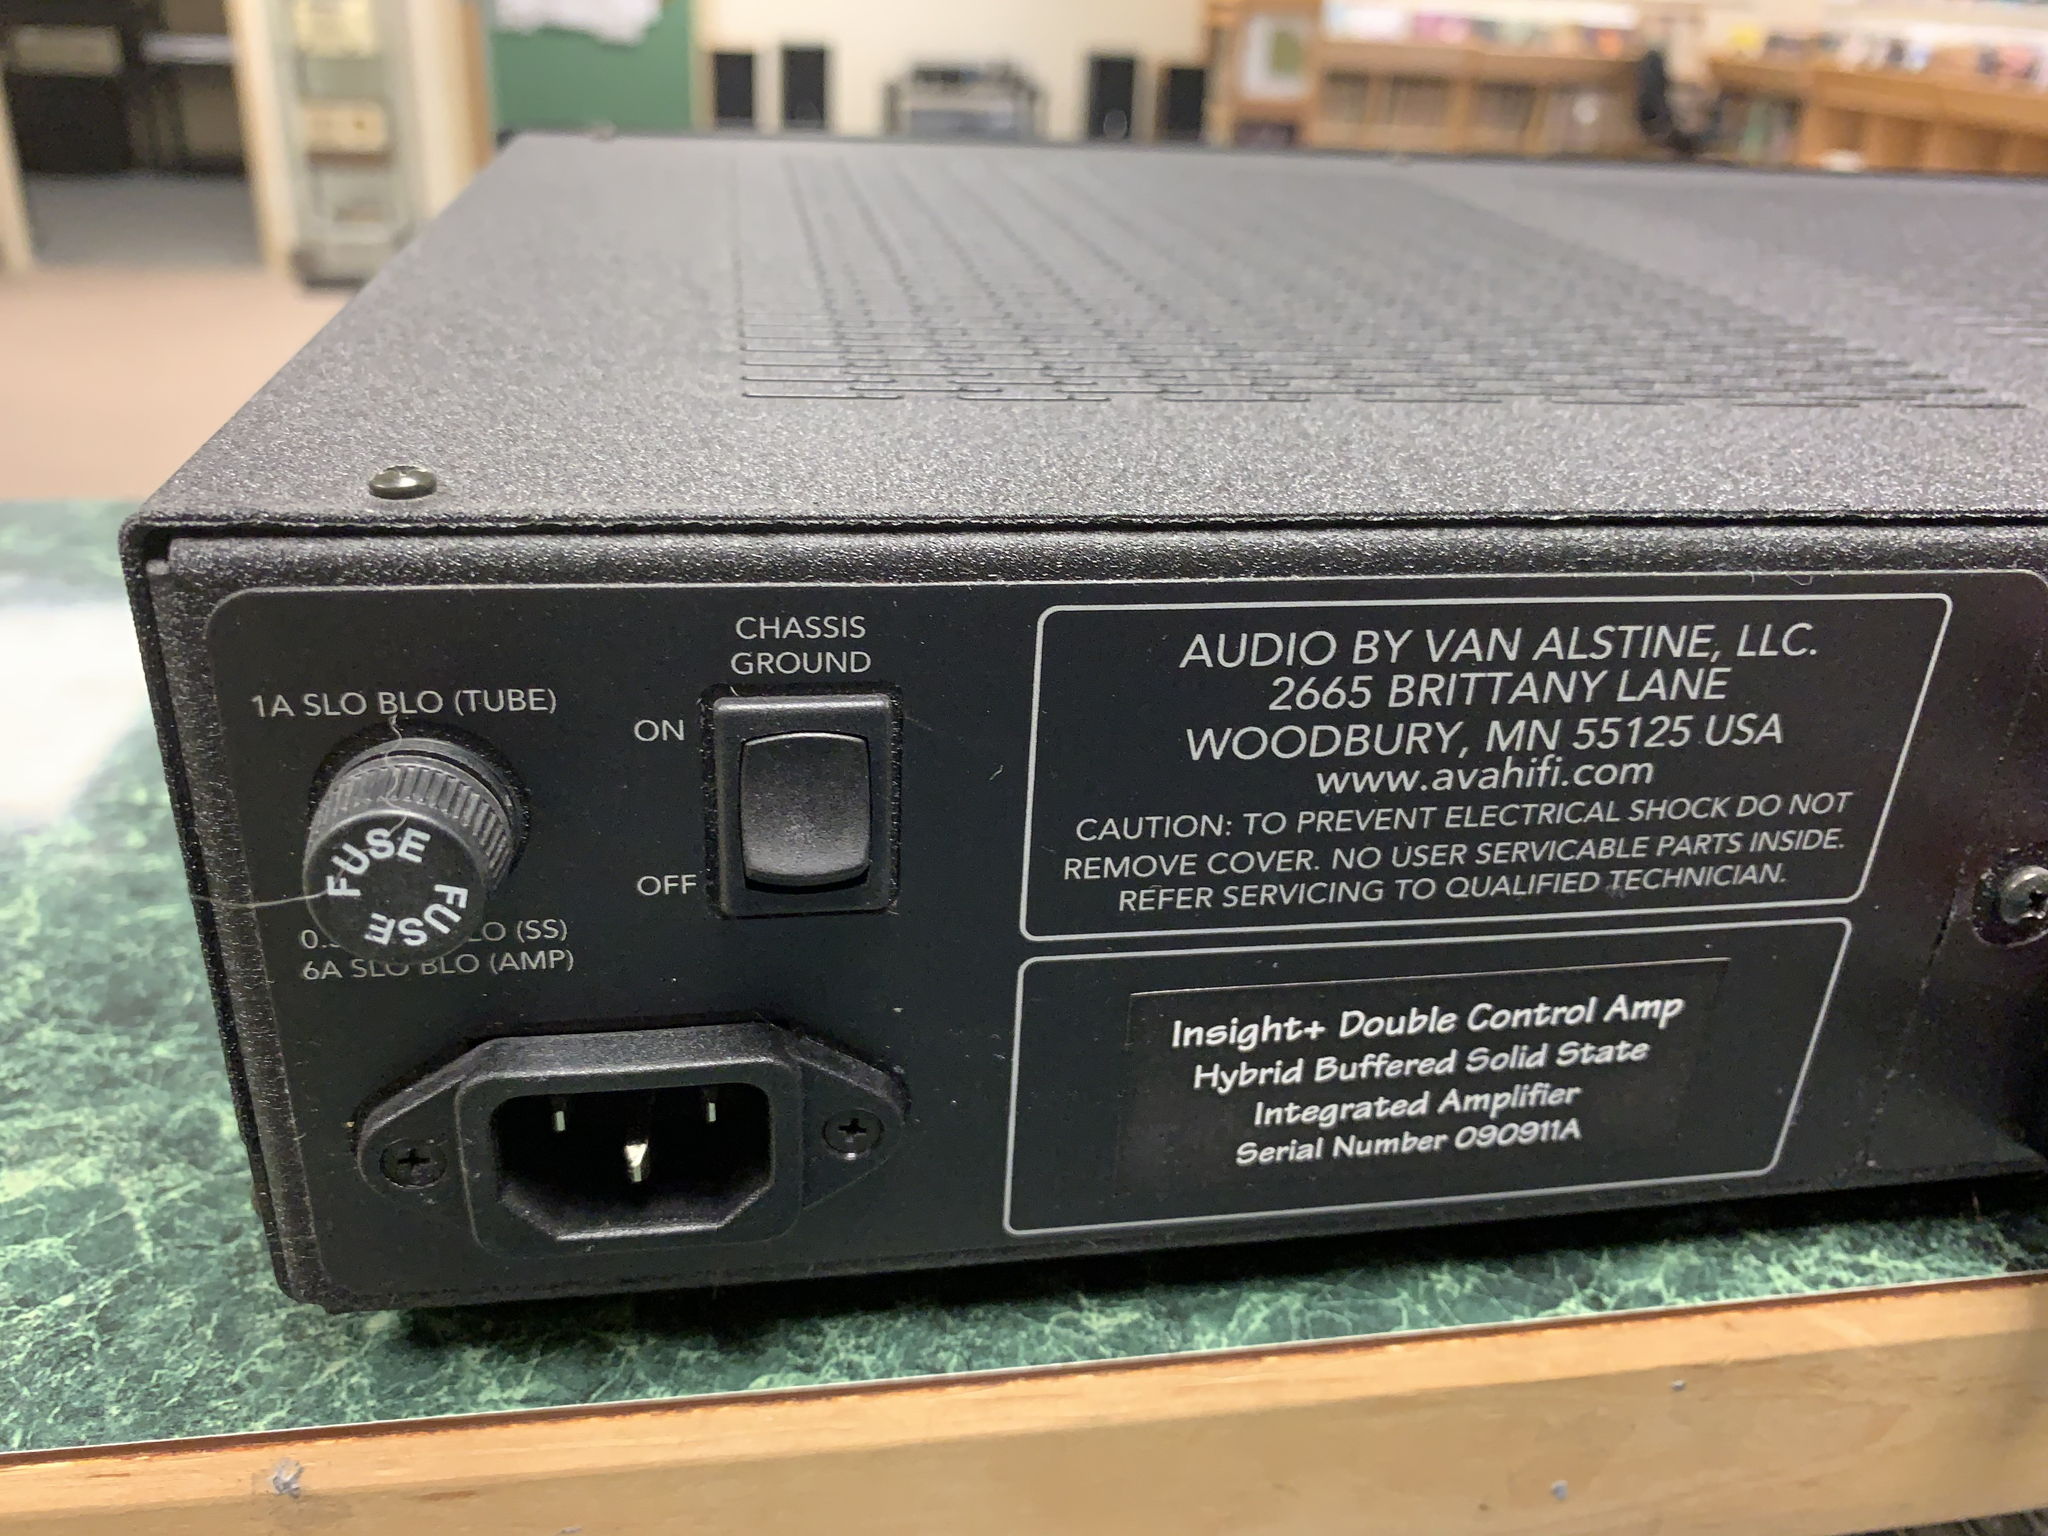 CHASSIS
GROUND
1A SLO BLO (TUBE)
ON
OFF
FUSE
FUSE
(SS)
6A SLO BLO (AMP)
AUDIO BY VAN ALSTINE, LLC.
2665 BRITTANY LANE
WOODBURY, MN 55125 USA
www.avahifi.com
CAUTION: TO PREVENT ELECTRICAL SHOCK DO NOT
REMOVE COVER. NO USER SERVICABLE PARTS INSIDE.
REFER SERVICING TO QUALIFIED TECHNICIAN.
Insight+ Double Control Amp
Hybrid Buffered Solid State
Integrated Amplifier
Serial Number 090911A